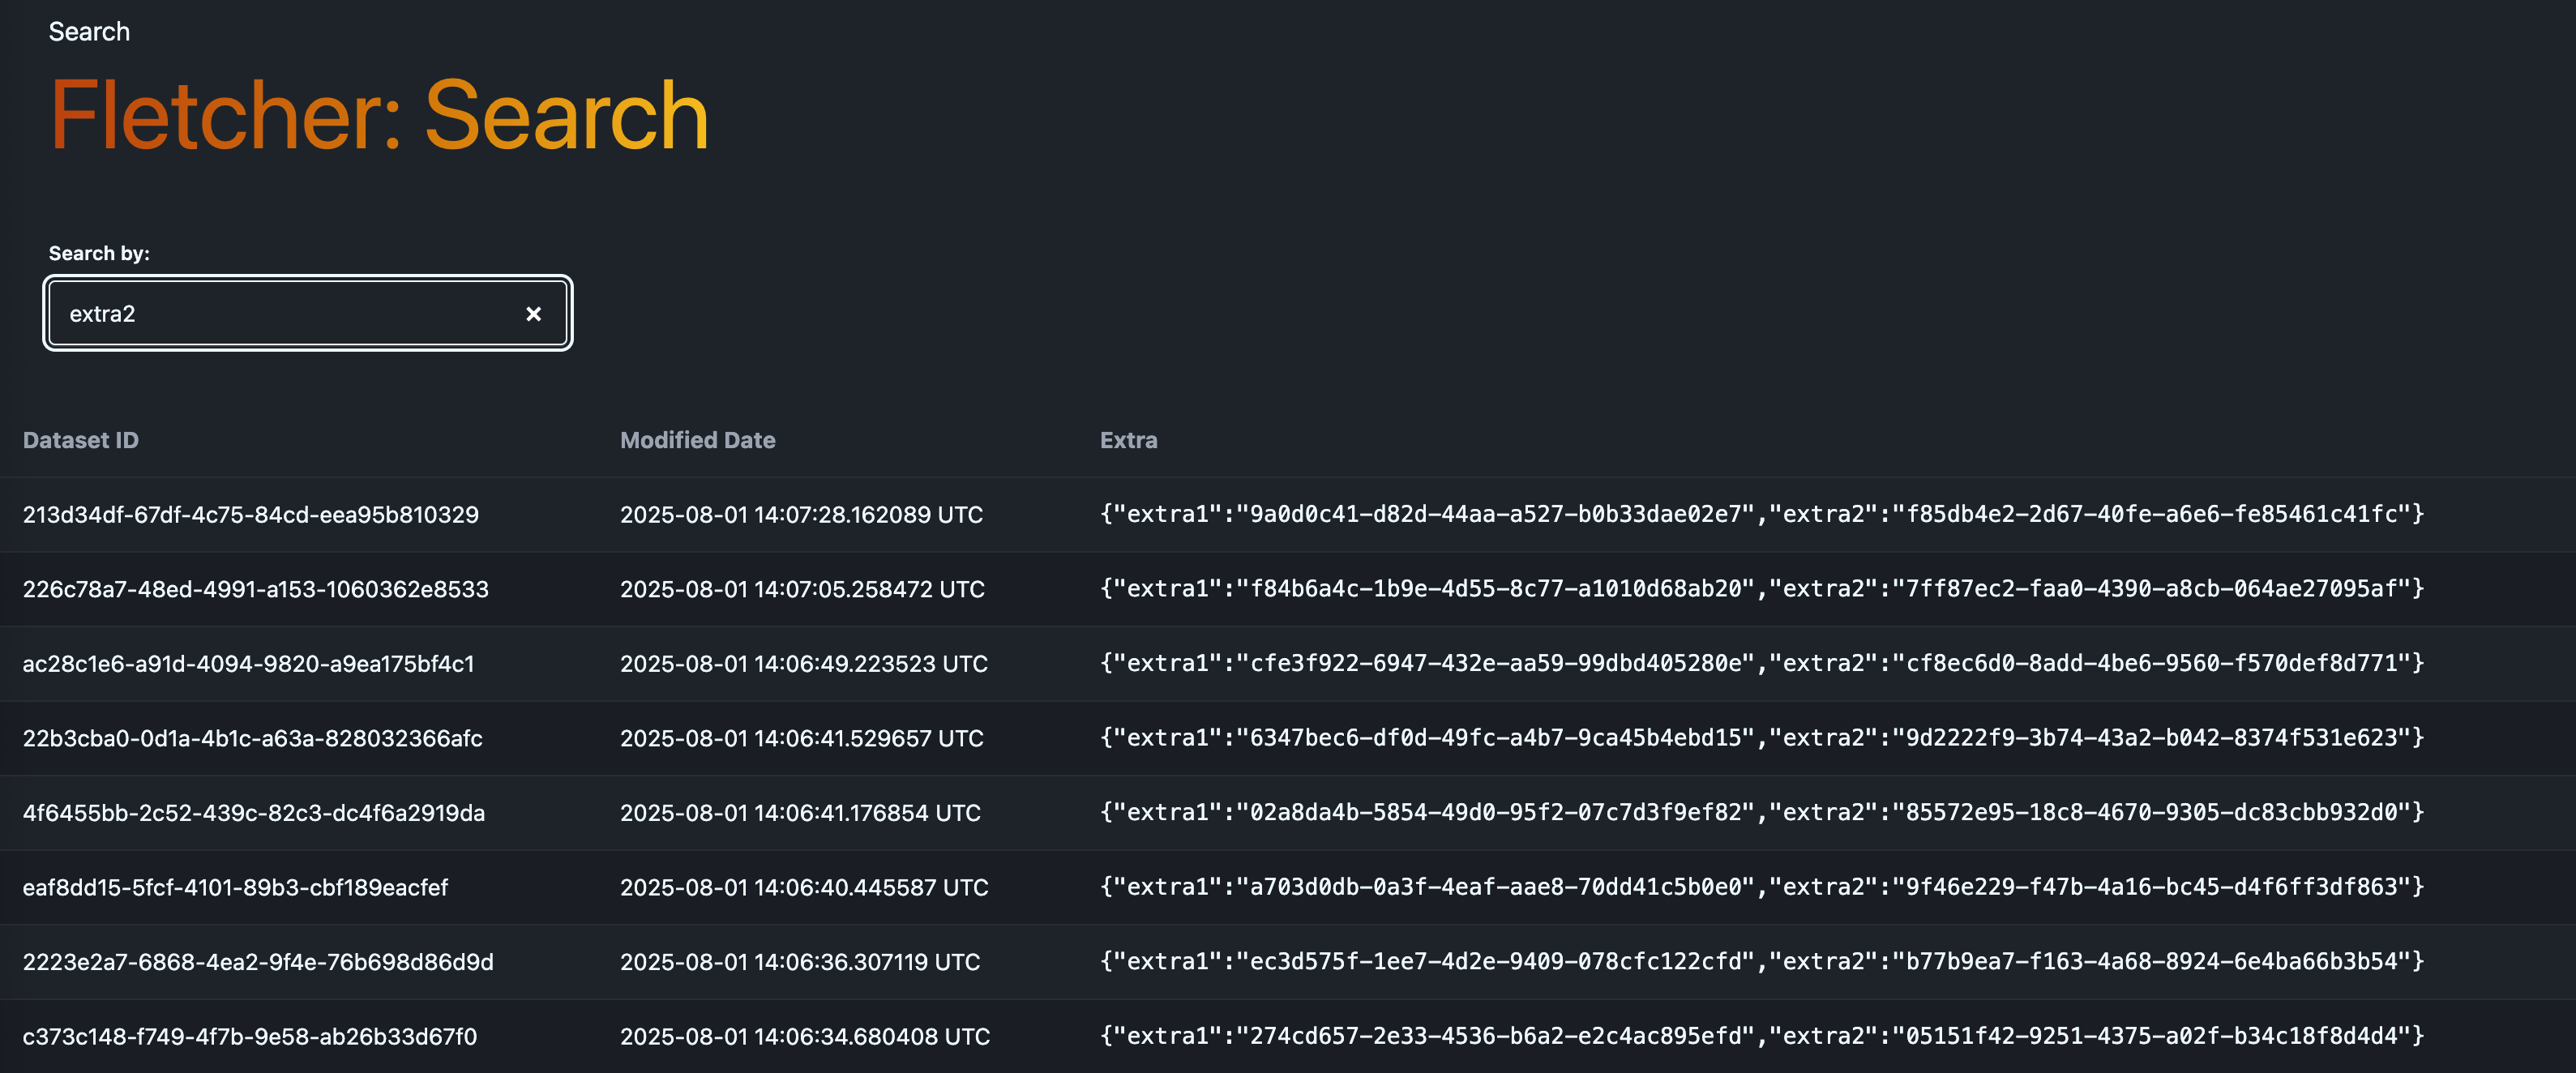 Search
Fletcher: Search
Search by:
extra2
Dataset ID Modified Date Extra
213d34df-67df-4c75-84cd-eea95b810329 2025-08-01 14:07:28.162089 UTC {"extra1":"9a0d0c41-d82d-44aa-a527-b0b33dae02e7","extra2":"f85db4e2-2d67-40fe-a6e6-fe85461c41fc"}
226c78a7-48ed-4991-a153-1060362e8533 2025-08-01 14:07:05.258472 UTC {"extra1":"f84b6a4c-1b9e-4d55-8c77-a1010d68ab20","extra2":"7ff87ec2-faa0-4390-a8cb-064ae27095af"}
ac28c1e6-a91d-4094-9820-a9ea175bf4c1 2025-08-01 14:06:49.223523 UTC {"extra1":"cfe3f922-6947-432e-aa59-99dbd405280e","extra2":"cf8ec6d0-8add-4be6-9560-f570def8d771"}
22b3cba0-0d1a-4b1c-a63a-828032366afc 2025-08-01 14:06:41.529657 UTC {"extra1":"6347bec6-df0d-49fc-a4b7-9ca45b4ebd15","extra2":"9d2222f9-3b74-43a2-b042-8374f531e623"}
4f6455bb-2c52-439c-82c3-dc4f6a2919da 2025-08-01 14:06:41.176854 UTC {"extra1":"02a8da4b-5854-49d0-95f2-07c7d3f9ef82","extra2":"85572e95-18c8-4670-9305-dc83cbb932d0"}
eaf8dd15-5fcf-4101-89b3-cbf189eacfef 2025-08-01 14:06:40.445587 UTC {"extra1":"a703d0db-0a3f-4eaf-aae8-70dd41c5b0e0","extra2":"9f46e229-f47b-4a16-bc45-d4f6ff3df863"}
2223e2a7-6868-4ea2-9f4e-76b698d86d9d 2025-08-01 14:06:36.307119 UTC {"extra1":"ec3d575f-1ee7-4d2e-9409-078cfc122cfd","extra2":"b77b9ea7-f163-4a68-8924-6e4ba66b3b54"}
c373c148-f749-4f7b-9e58-ab26b33d67f0 2025-08-01 14:06:34.680408 UTC {"extra1":"274cd657-2e33-4536-b6a2-e2c4ac895efd","extra2":"05151f42-9251-4375-a02f-b34c18f8d4d4"}